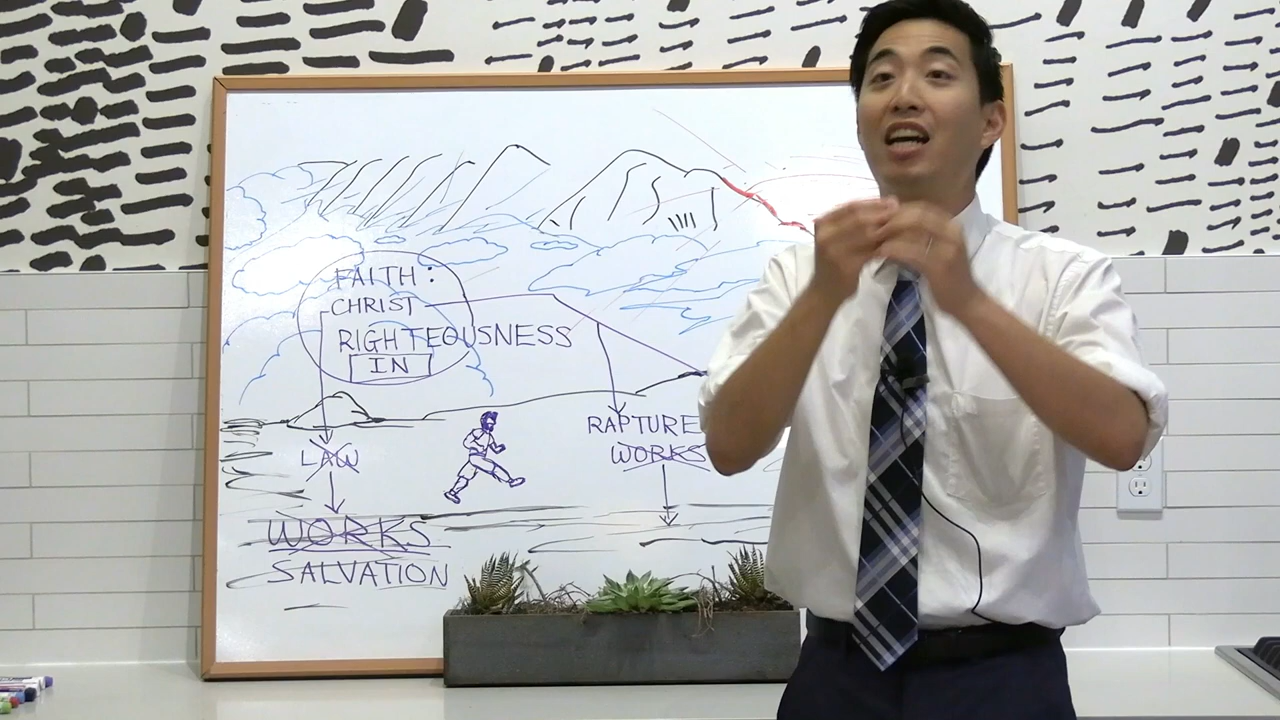 FAITH:
CHRIST
RIGHTEOUSNESS
IN
LAW
WORKS
SALVATION
RAPTURE
WORKS